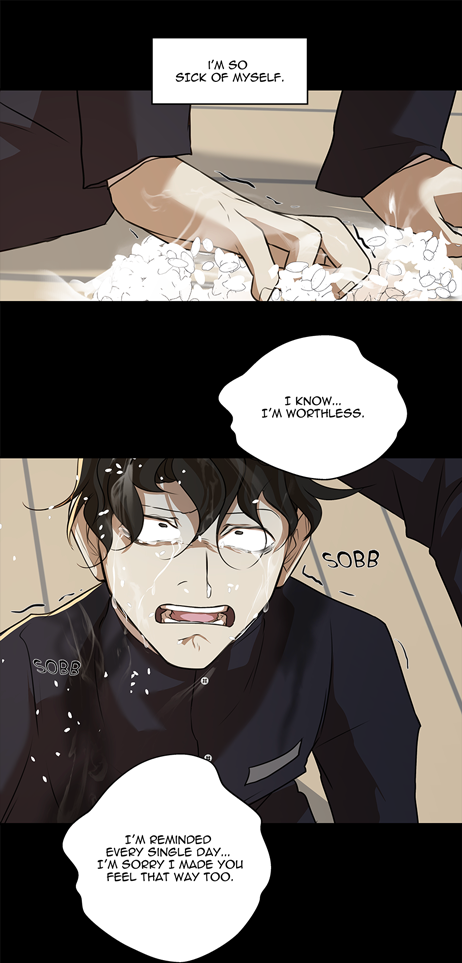 I'M SO
SICK OF MYSELF.
I KNOW...
I'M WORTHLESS.
SOBB
SOBB
I'M REMINDED
EVERY SINGLE DAY...
I'M SORRY I MADE YOU
FEEL THAT WAY TOO.